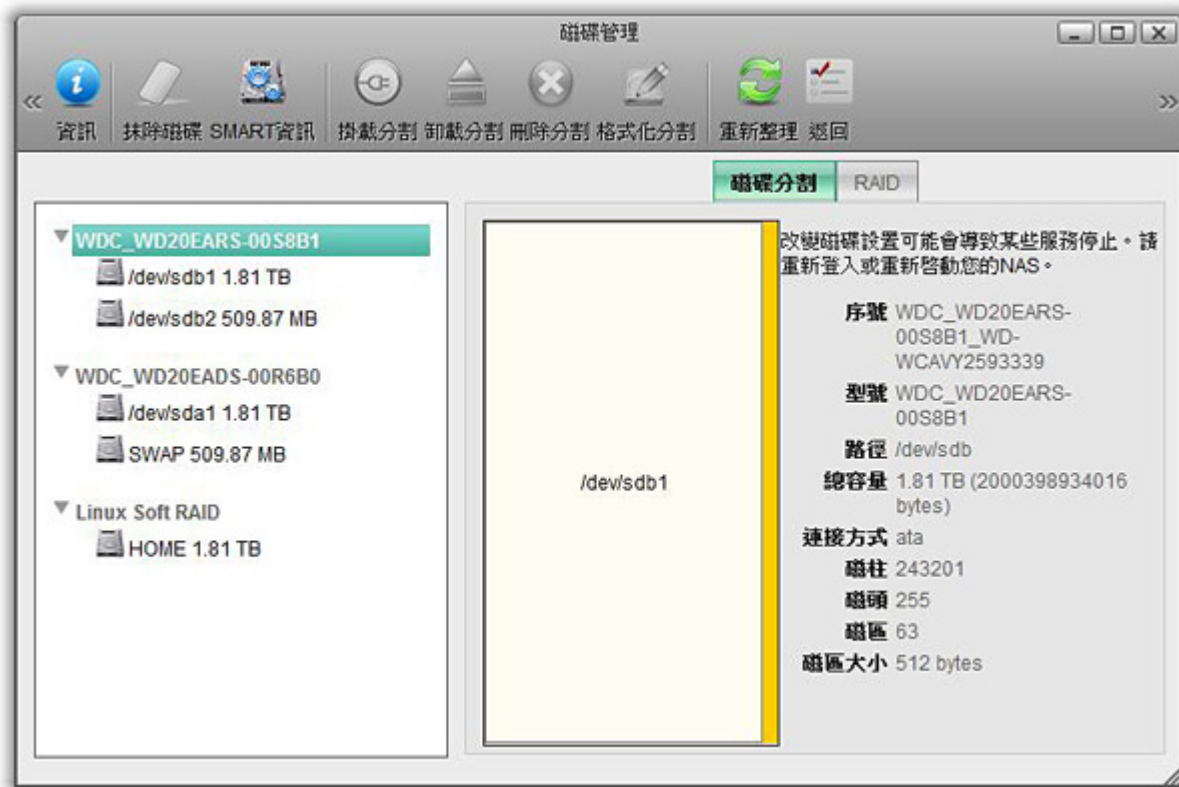 磁碟管理
資訊 抹除磁碟 SMART資訊 掛載分割 卸載分割 刪除分割 格式化分割 重新整理 返回
磁碟分割 RAID
WDC_WD20EARS-00S8B1
/dev/sdb1 1.81 TB
/dev/sdb2 509.87 MB
WDC_WD20EADS-00R6B0
/dev/sda1 1.81 TB
SWAP 509.87 MB
Linux Soft RAID
HOME 1.81 TB
/dev/sdb1
改變磁碟設置可能會導致某些服務停止。請
重新登入或重新啓動您的NAS。
序號 WDC_WD20EARS-
00S8B1_WD-
WCAVY2593339
型號 WDC_WD20EARS-
00S8B1
路徑 /dev/sdb
總容量 1.81 TB (2000398934016
bytes)
連接方式 ata
磁柱 243201
磁頭 255
磁區 63
磁區大小 512 bytes